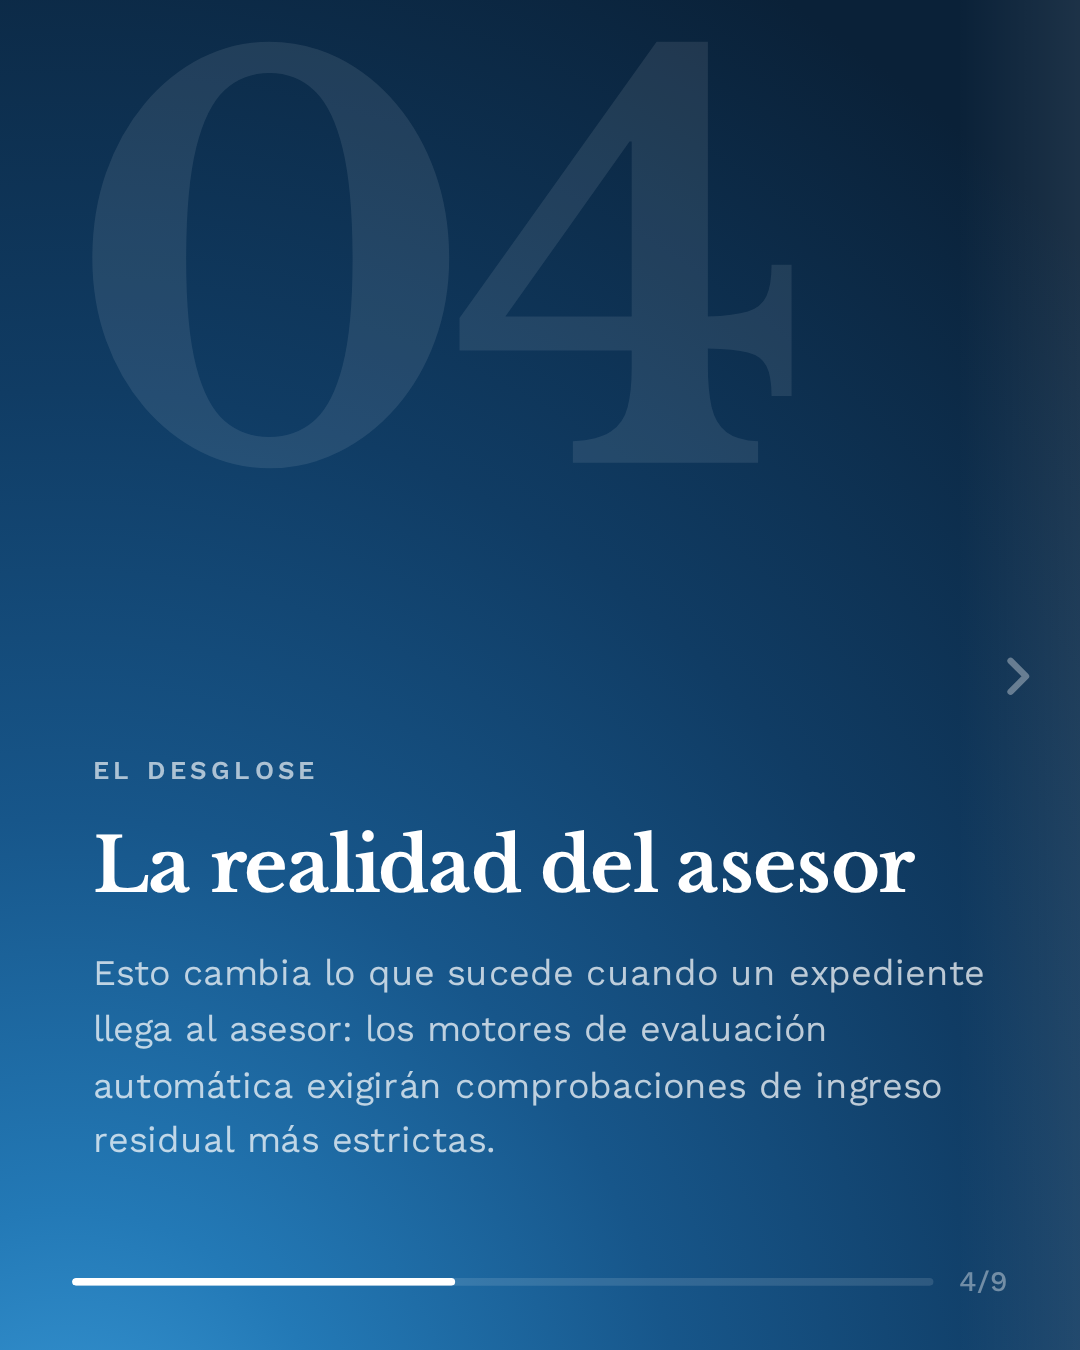 04
EL DESGLOSE
La realidad del asesor
Esto cambia lo que sucede cuando un expediente
llega al asesor: los motores de evaluación
automática exigirán comprobaciones de ingreso
residual más estrictas.
4/9